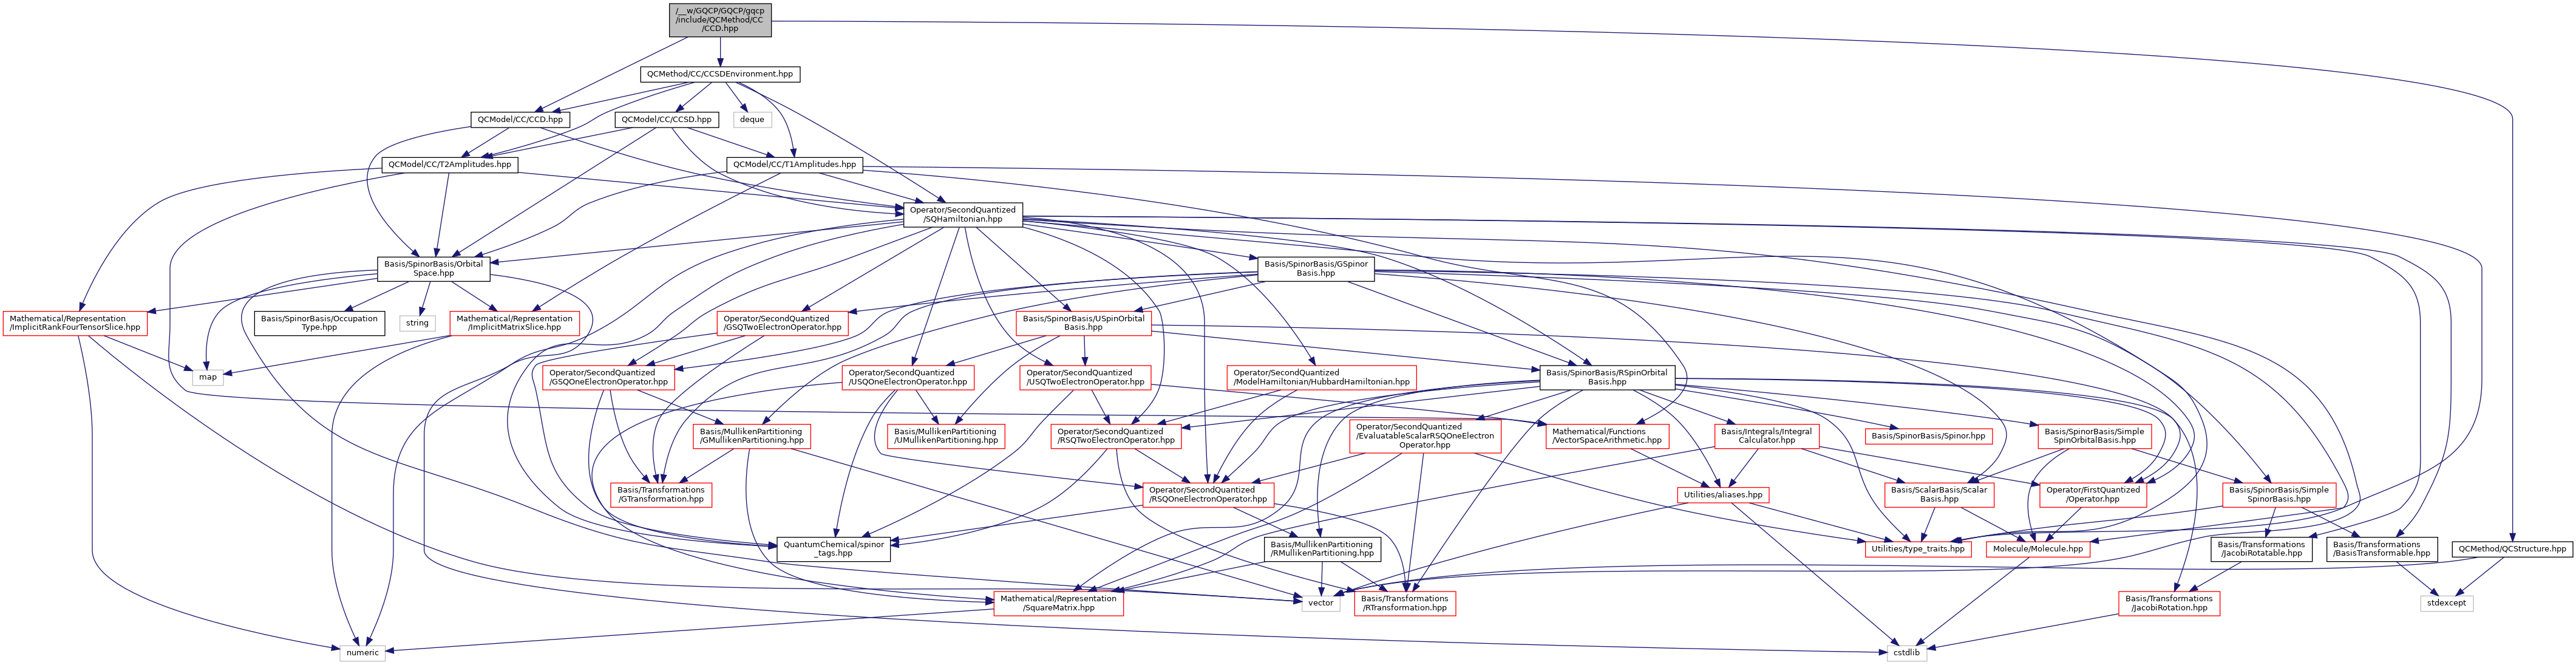 /__w/GQCP/GQCP/gqcp
/include/QCMethod/CC
/CCD.hpp
QCMethod/CC/CCSDEnvironment.hpp
QCModel/CC/CCD.hpp
QCModel/CC/CCSD.hpp
deque
QCModel/CC/T2Amplitudes.hpp
QCModel/CC/T1Amplitudes.hpp
Operator/SecondQuantized
/SQHamiltonian.hpp
Basis/SpinorBasis/Orbital
Space.hpp
Basis/SpinorBasis/GSpinor
Basis.hpp
Mathematical/Representation
/ImplicitRankFourTensorSlice.hpp
Basis/SpinorBasis/Occupation
Type.hpp
string
Mathematical/Representation
/ImplicitMatrixSlice.hpp
Operator/SecondQuantized
/GSQTwoElectronOperator.hpp
Basis/SpinorBasis/USpinOrbital
Basis.hpp
map
Operator/SecondQuantized
/GSQOneElectronOperator.hpp
Operator/SecondQuantized
/USQOneElectronOperator.hpp
Operator/SecondQuantized
/USQTwoElectronOperator.hpp
Operator/SecondQuantized
/ModelHamiltonian/HubbardHamiltonian.hpp
Basis/SpinorBasis/RSpinOrbital
Basis.hpp
Basis/MullikenPartitioning
/GMullikenPartitioning.hpp
Basis/MullikenPartitioning
/UMullikenPartitioning.hpp
Operator/SecondQuantized
/RSQTwoElectronOperator.hpp
Operator/SecondQuantized
/EvaluatableScalarRSQOneElectron
Operator.hpp
Mathematical/Functions
/VectorSpaceArithmetic.hpp
Basis/Integrals/Integral
Calculator.hpp
Basis/SpinorBasis/Spinor.hpp
Basis/SpinorBasis/Simple
SpinOrbitalBasis.hpp
Basis/Transformations
/GTransformation.hpp
Operator/SecondQuantized
/RSQOneElectronOperator.hpp
Utilities/aliases.hpp
Basis/ScalarBasis/Scalar
Basis.hpp
Operator/FirstQuantized
/Operator.hpp
Basis/SpinorBasis/Simple
SpinorBasis.hpp
QuantumChemical/spinor
_tags.hpp
Basis/MullikenPartitioning
/RMullikenPartitioning.hpp
Utilities/type_traits.hpp
Molecule/Molecule.hpp
Basis/Transformations
/JacobiRotatable.hpp
Basis/Transformations
/BasisTransformable.hpp
QCMethod/QCStructure.hpp
Mathematical/Representation
/SquareMatrix.hpp
vector
Basis/Transformations
/RTransformation.hpp
Basis/Transformations
/JacobiRotation.hpp
stdexcept
numeric
cstdlib